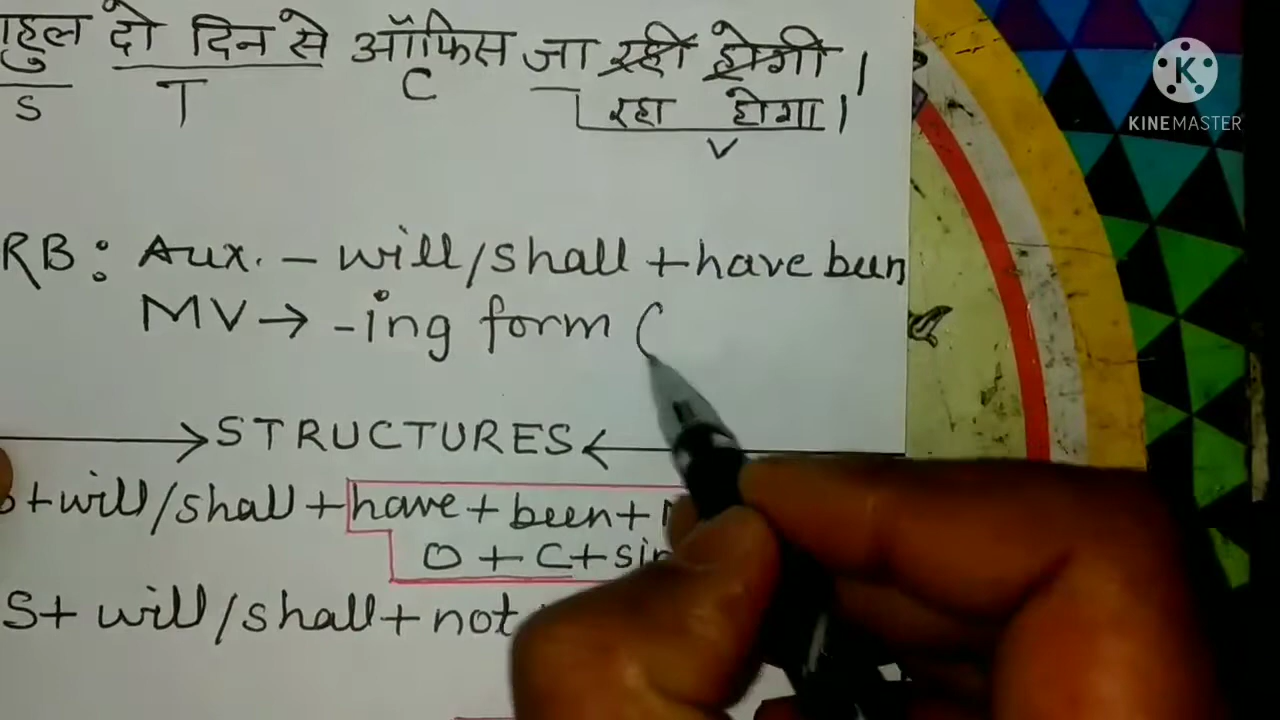 राहुल दो दिन से ऑफिस जा रही होगी ।
S T C रहा होगा ।
V
RB : Aux. – will/shall + have been
MV → -ing form (
→ STRUCTURES ←
+ will/shall + have + been +
O + C + sin
S + will/shall + not
K
KINEMASTER